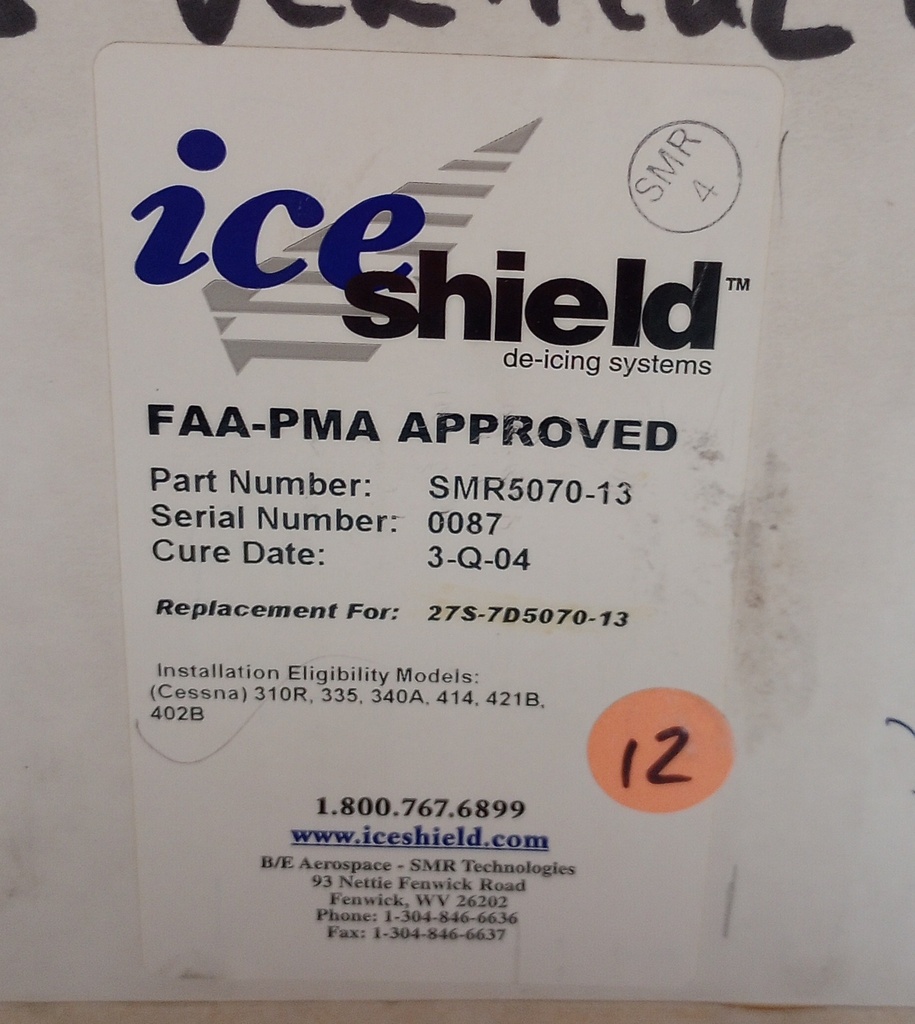 SMR
4
ice
shield™
de-icing systems
FAA-PMA APPROVED
Part Number: SMR5070-13
Serial Number: 0087
Cure Date: 3-Q-04
Replacement For: 27S-7D5070-13
Installation Eligibility Models:
(Cessna) 310R, 335, 340A, 414, 421B,
402B
12
1.800.767.6899
www.iceshield.com
B/E Aerospace - SMR Technologies
93 Nettie Fenwick Road
Fenwick, WV 26202
Phone: 1-304-846-6636
Fax: 1-304-846-6637